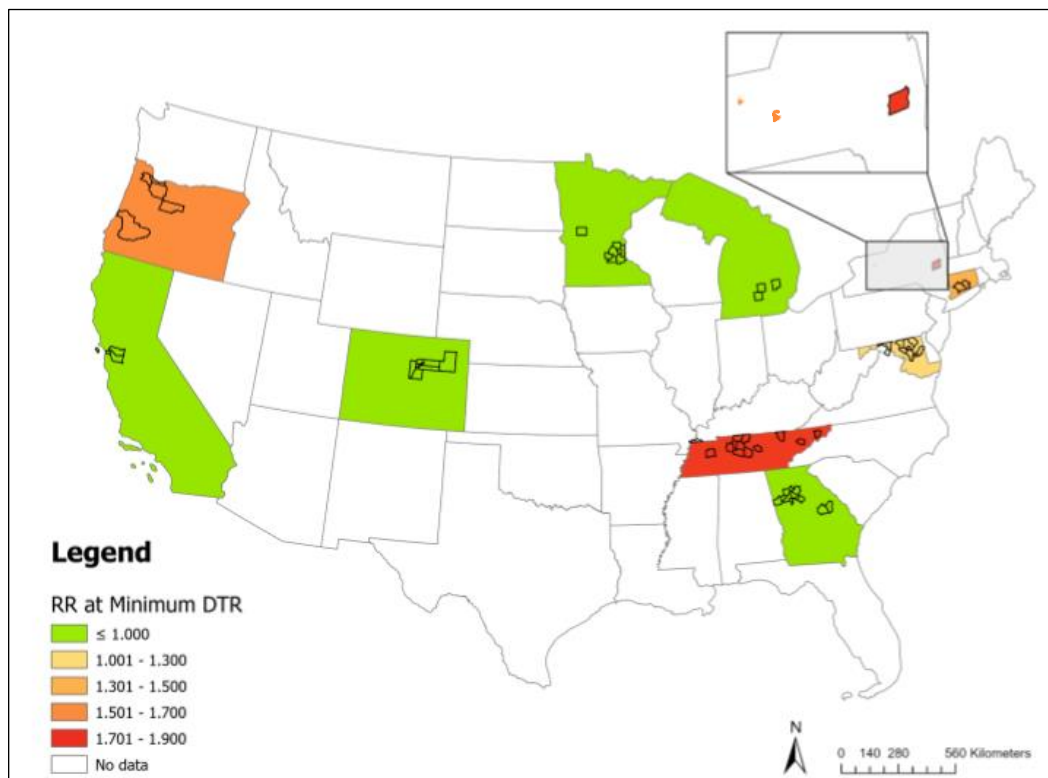 Legend
RR at Minimum DTR
≤ 1.000
1.001 - 1.300
1.301 - 1.500
1.501 - 1.700
1.701 - 1.900
No data
N
0 140 280 560 Kilometers